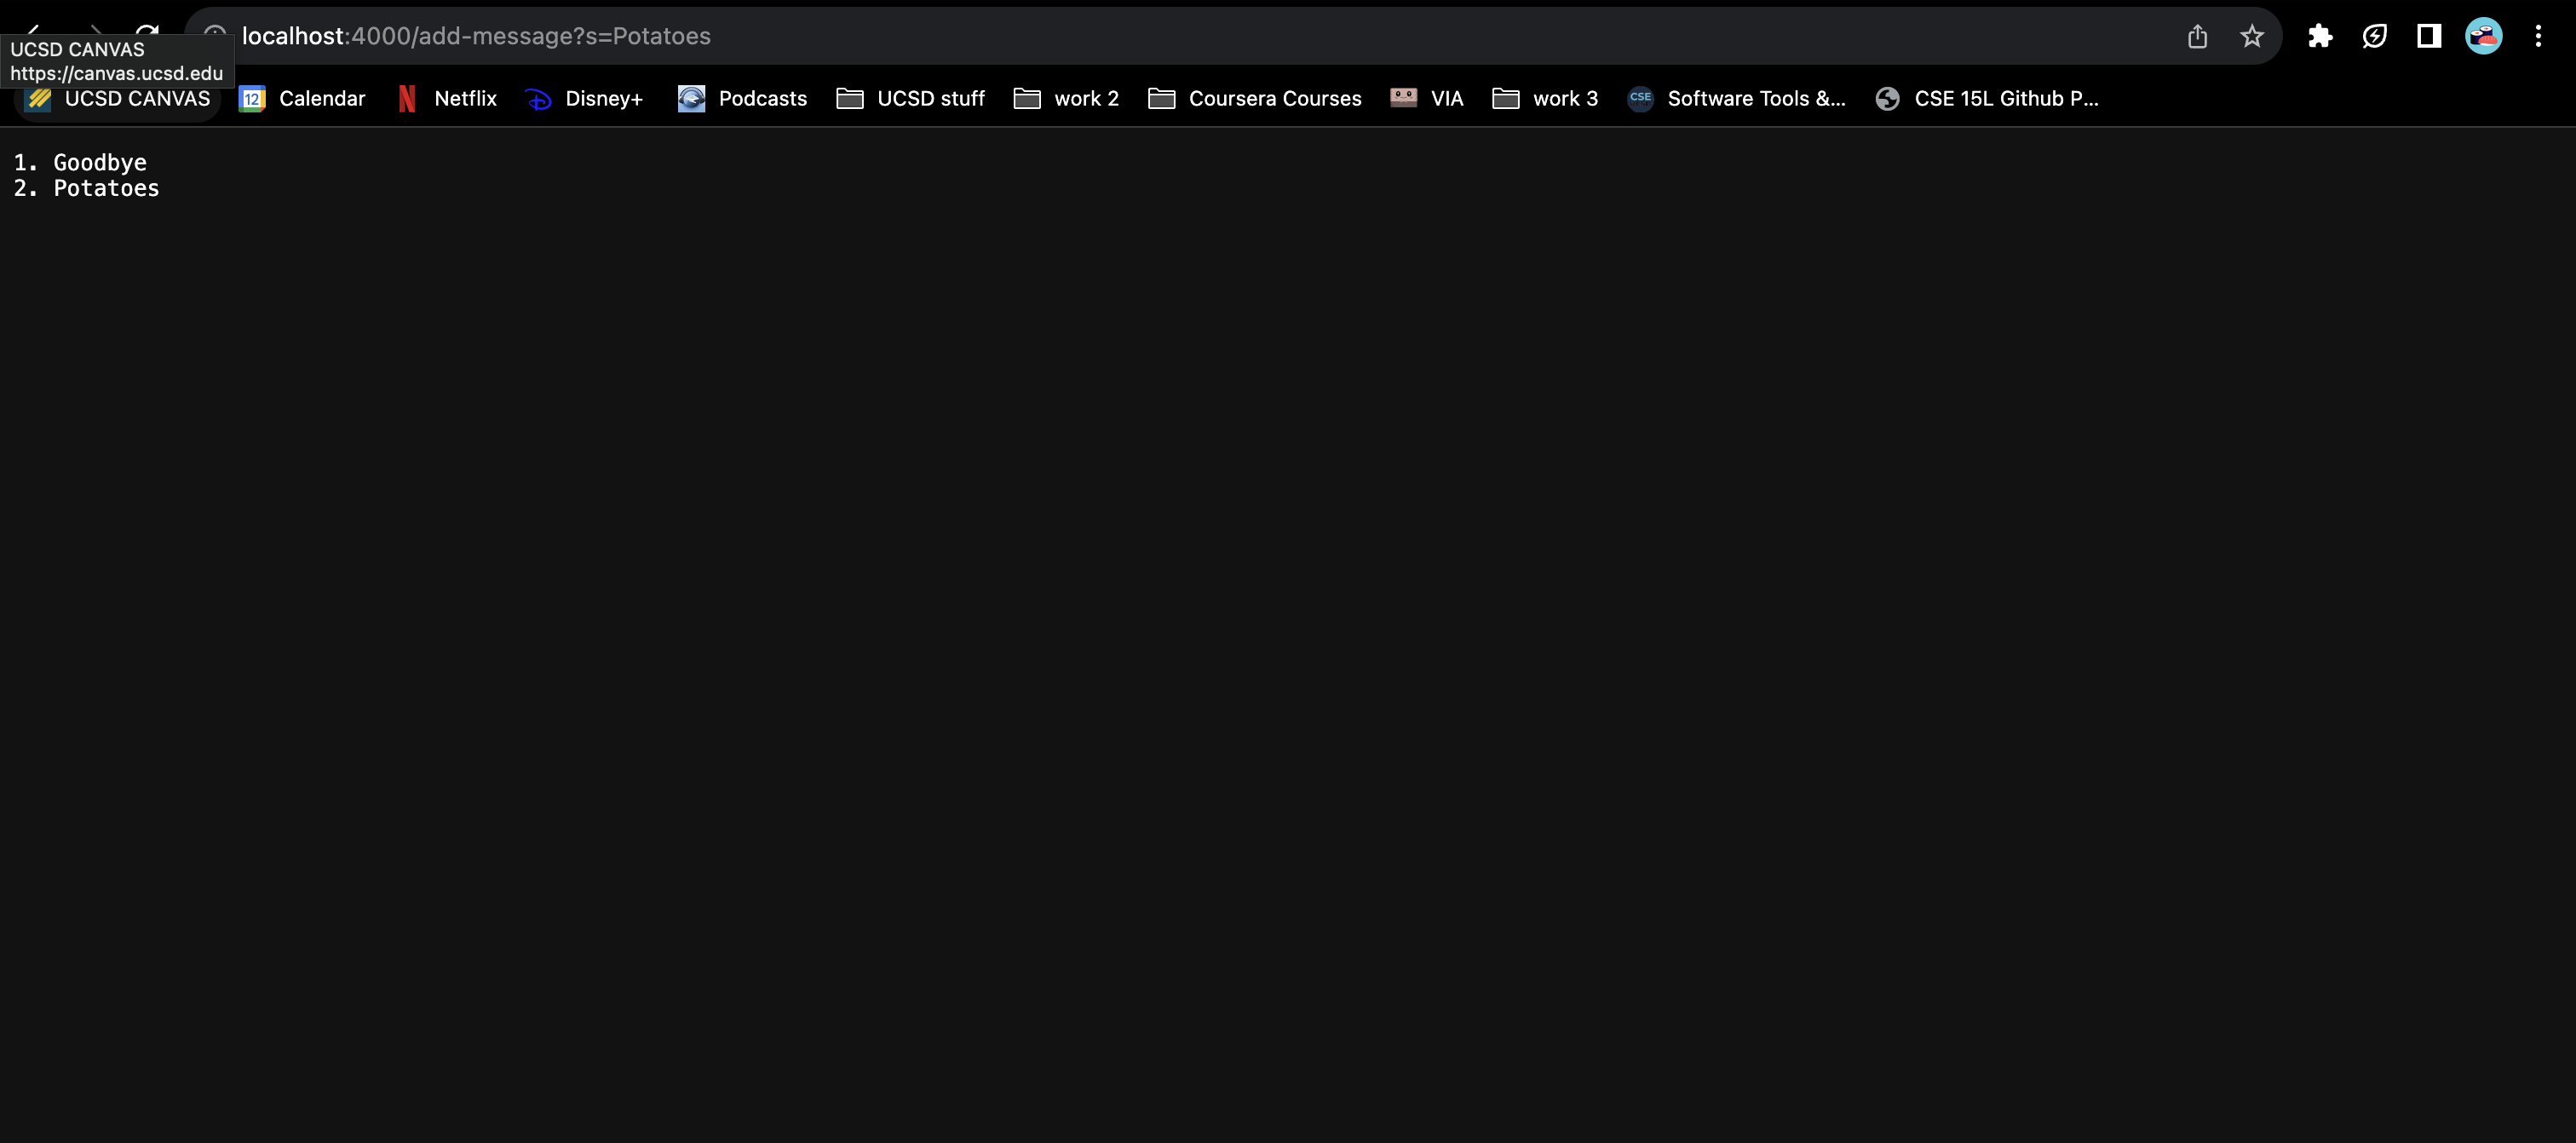 localhost:4000/add-message?s=Potatoes
UCSD CANVAS
https://canvas.ucsd.edu
UCSD CANVAS 12 Calendar Netflix Disney+ Podcasts UCSD stuff work 2 Coursera Courses VIA work 3 CSE Software Tools &... CSE 15L Github P...
1. Goodbye
2. Potatoes